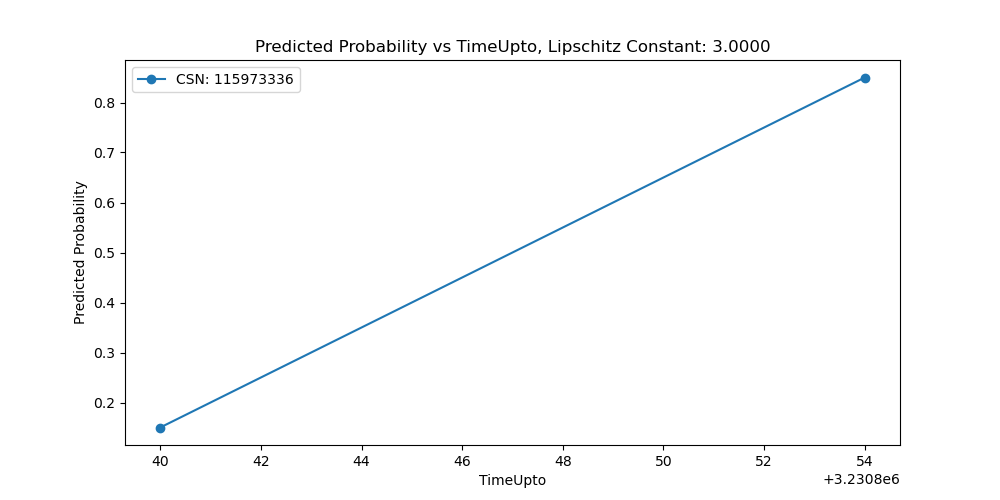 Predicted Probability vs TimeUpto, Lipschitz Constant: 3.0000
CSN: 115973336
Predicted Probability
0.8
0.7
0.6
0.5
0.4
0.3
0.2
40 42 44 46 48 50 52 54
TimeUpto
+3.2308e6